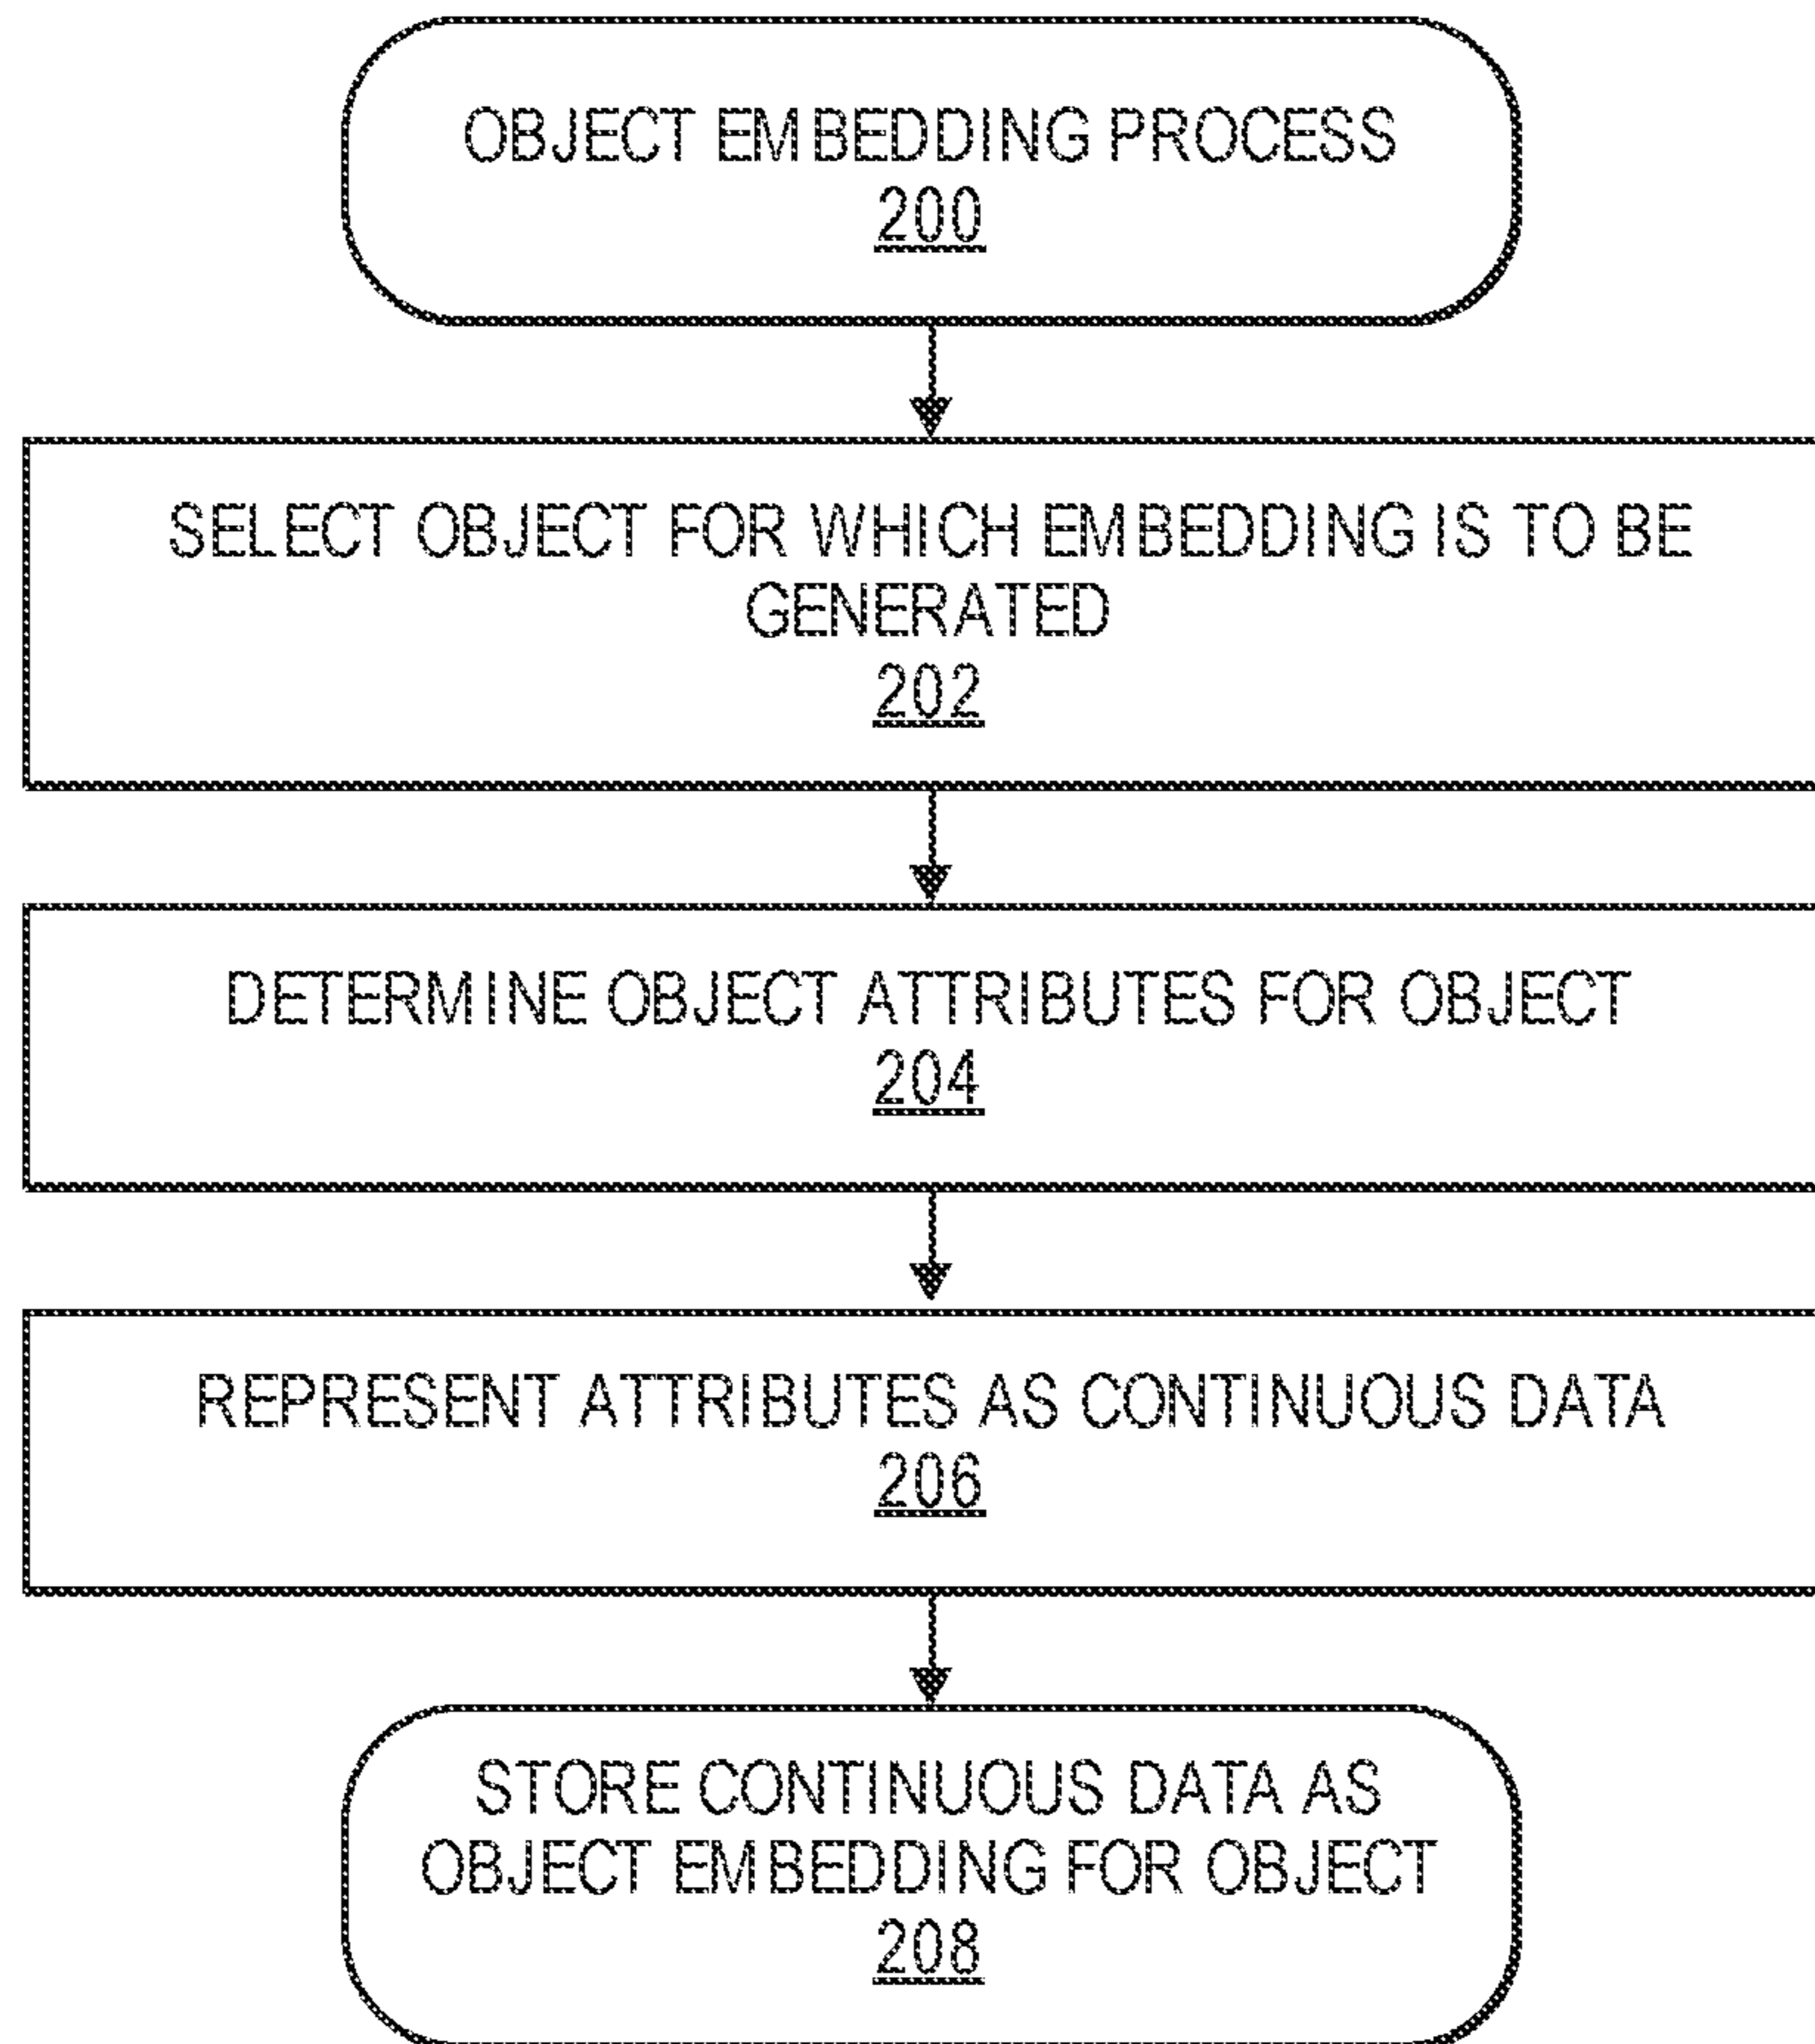 OBJECT EMBEDDING PROCESS
200
SELECT OBJECT FOR WHICH EMBEDDING IS TO BE
GENERATED
202
DETERMINE OBJECT ATTRIBUTES FOR OBJECT
204
REPRESENT ATTRIBUTES AS CONTINUOUS DATA
206
STORE CONTINUOUS DATA AS
OBJECT EMBEDDING FOR OBJECT
208